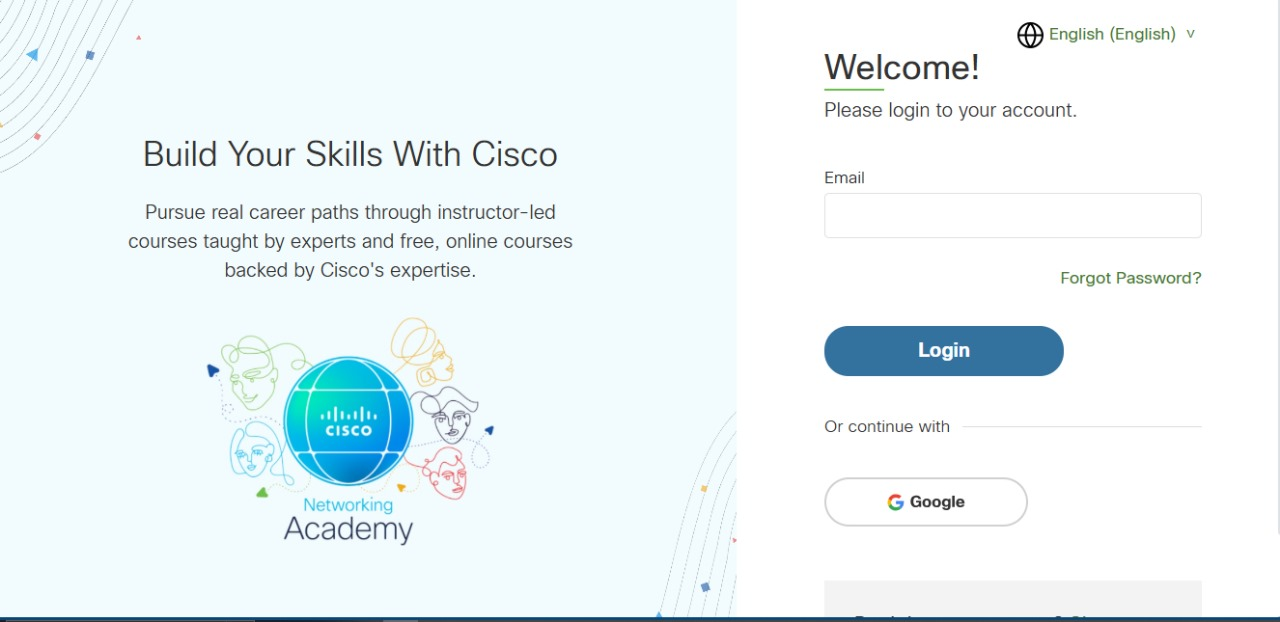 English (English) v
Welcome!
Please login to your account.
Build Your Skills With Cisco
Pursue real career paths through instructor-led
courses taught by experts and free, online courses
backed by Cisco's expertise.
CISCO
Networking
Academy
Email
Forgot Password?
Login
Or continue with
Google